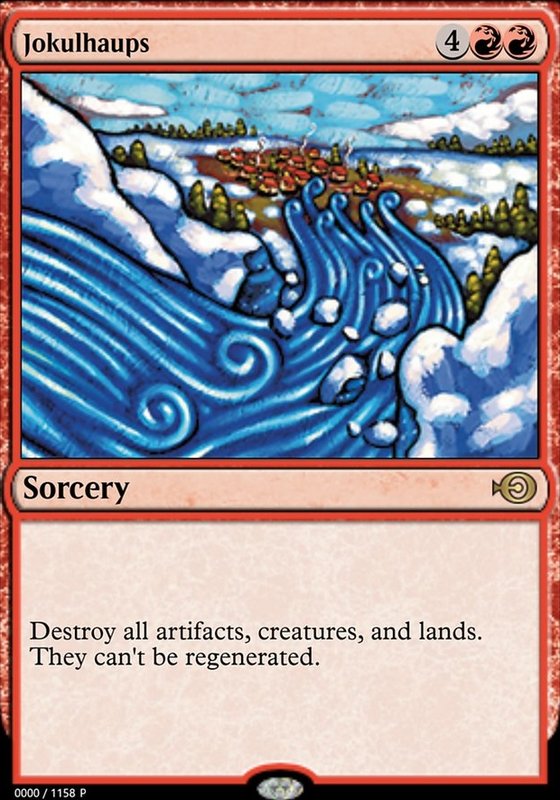 Jokulhaups
4
Sorcery
Destroy all artifacts, creatures, and lands.
They can't be regenerated.
0000 / 1158 P